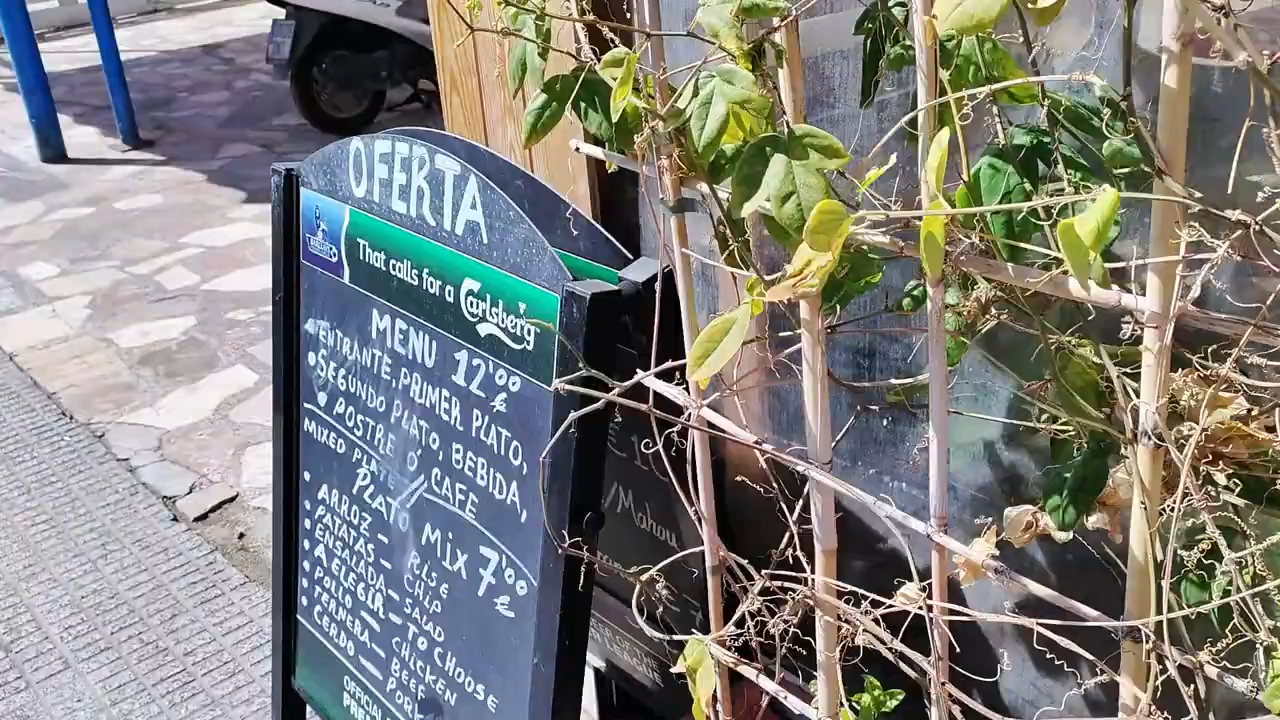 OFERTA
BARCLAYS
That calls for a Carlsberg
MENU 12'00 €
ENTRANTE, PRIMER PLATO,
SEGUNDO PLATO, BEBIDA,
POSTRE Ó CAFE
MIXED PLATE
PLATO MIX 7'00 €
• ARROZ - RISE
• PATATAS - CHIP
• ENSALADA - SALAD
• A ELEGIR - TO CHOOSE
• POLLO - CHICKEN
• TERNERA - BEEF
• CERDO - PORK
OFFICIAL
Mahou